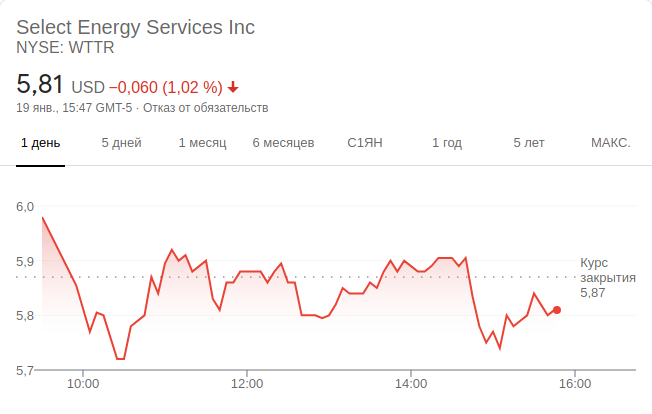 Select Energy Services Inc
NYSE: WTTR
5,81 USD −0,060 (1,02 %)
19 янв., 15:47 GMT-5 · Отказ от обязательств
1 день 5 дней 1 месяц 6 месяцев С1ЯН 1 год 5 лет МАКС.
6,0
5,9
Курс
закрытия
5,87
5,8
5,7
10:00 12:00 14:00 16:00